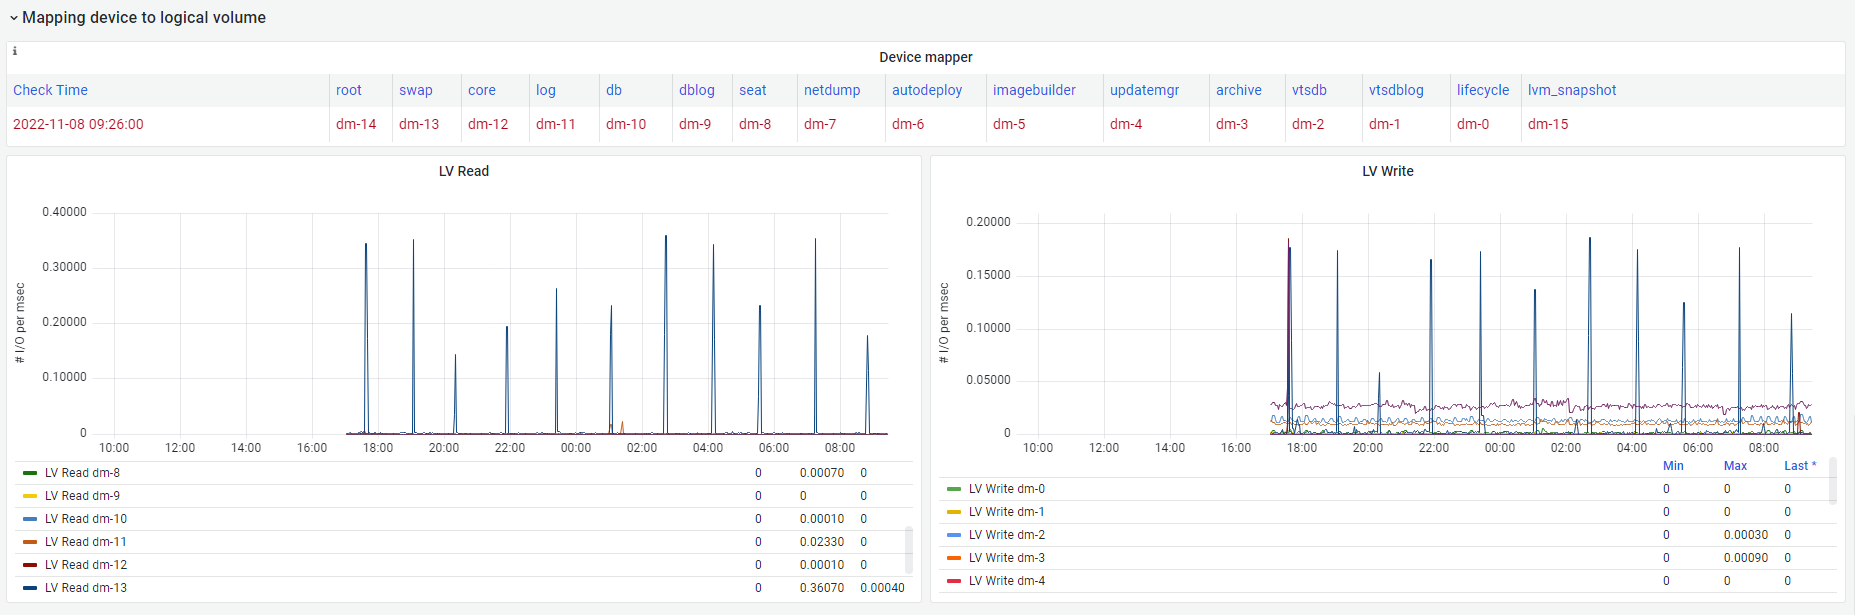 Mapping device to logical volume
i
Device mapper
Check Time root swap core log db dblog seat netdump autodeploy imagebuilder updatemgr archive vtsdb vtsdblog lifecycle lvm_snapshot
2022-11-08 09:26:00 dm-14 dm-13 dm-12 dm-11 dm-10 dm-9 dm-8 dm-7 dm-6 dm-5 dm-4 dm-3 dm-2 dm-1 dm-0 dm-15
LV Read
# I/O per msec
0.40000
0.30000
0.20000
0.10000
0
10:00 12:00 14:00 16:00 18:00 20:00 22:00 00:00 02:00 04:00 06:00 08:00
LV Read dm-8 0 0.00070 0
LV Read dm-9 0 0 0
LV Read dm-10 0 0.00010 0
LV Read dm-11 0 0.02330 0
LV Read dm-12 0 0.00010 0
LV Read dm-13 0 0.36070 0.00040
LV Write
# I/O per msec
0.20000
0.15000
0.10000
0.05000
0
10:00 12:00 14:00 16:00 18:00 20:00 22:00 00:00 02:00 04:00 06:00 08:00
Min Max Last *
LV Write dm-0 0 0 0
LV Write dm-1 0 0 0
LV Write dm-2 0 0.00030 0
LV Write dm-3 0 0.00090 0
LV Write dm-4 0 0 0